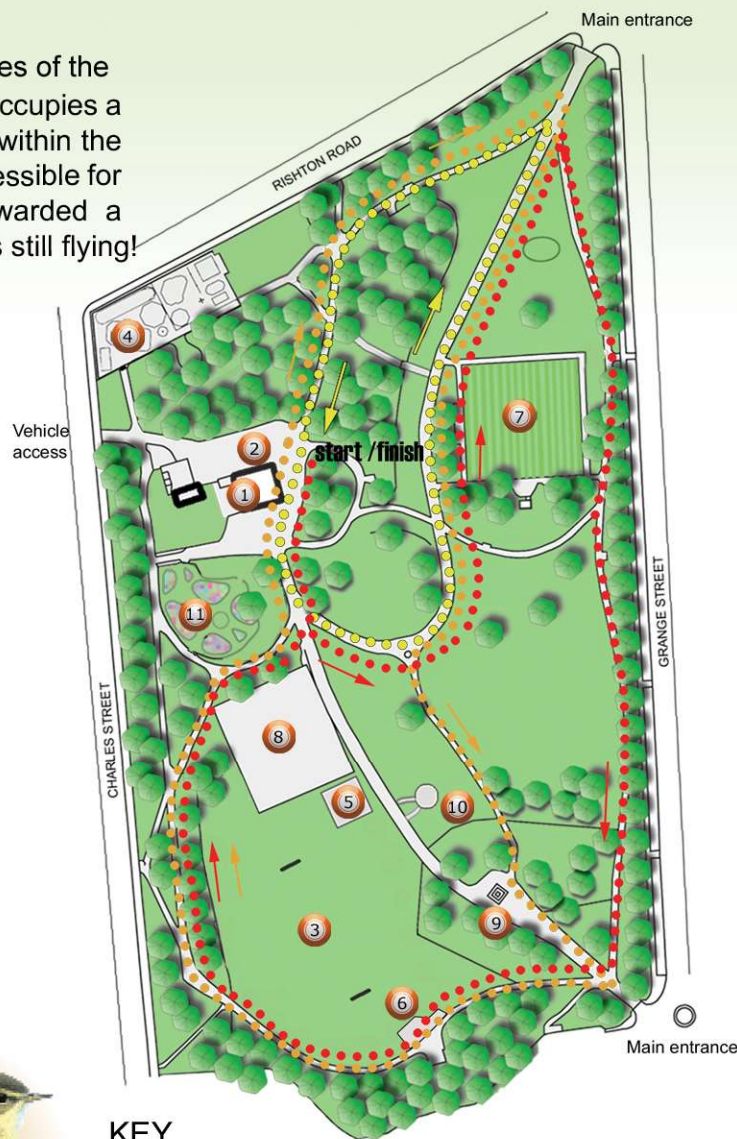 Main entrance
es of the
ccupies a
within the
essible for
warded a
s still flying!
RISHTON ROAD
4
Vehicle
access
2
start /finish
7
1
11
GRANGE STREET
CHARLES STREET
8
5
10
3
9
6
Main entrance
KEY